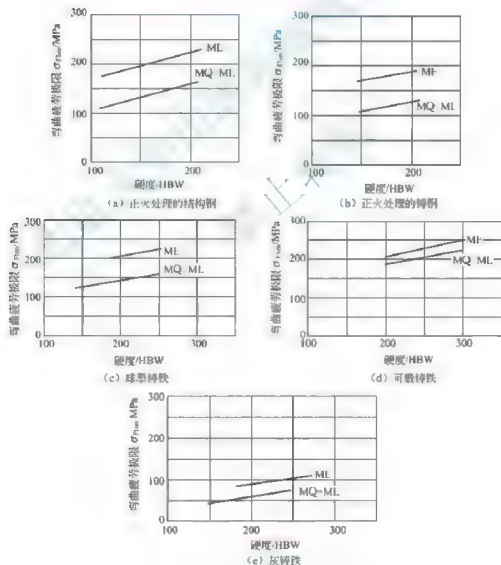 弯曲疲劳极限 σFlim/MPa
300
200
100
ML
MQ ML
100
200
硬度·HBW
(a) 正火处理的结构钢
弯曲疲劳极限 σFlim/MPa
300
200
100
ML
MQ ML
100
200
硬度/HBW
(b) 正火处理的铸钢
弯曲疲劳极限 σFlim/MPa
300
200
100
ML
MQ ML
100
200
300
硬度/HBW
(c) 球墨铸铁
弯曲疲劳极限 σFlim/MPa
300
200
100
ML
MQ ML
100
200
300
硬度/HBW
(d) 可锻铸铁
弯曲疲劳极限 σFlim MPa
300
200
100
ML
MQ=ML
100
200
300
硬度·HBW
(e) 灰铸铁